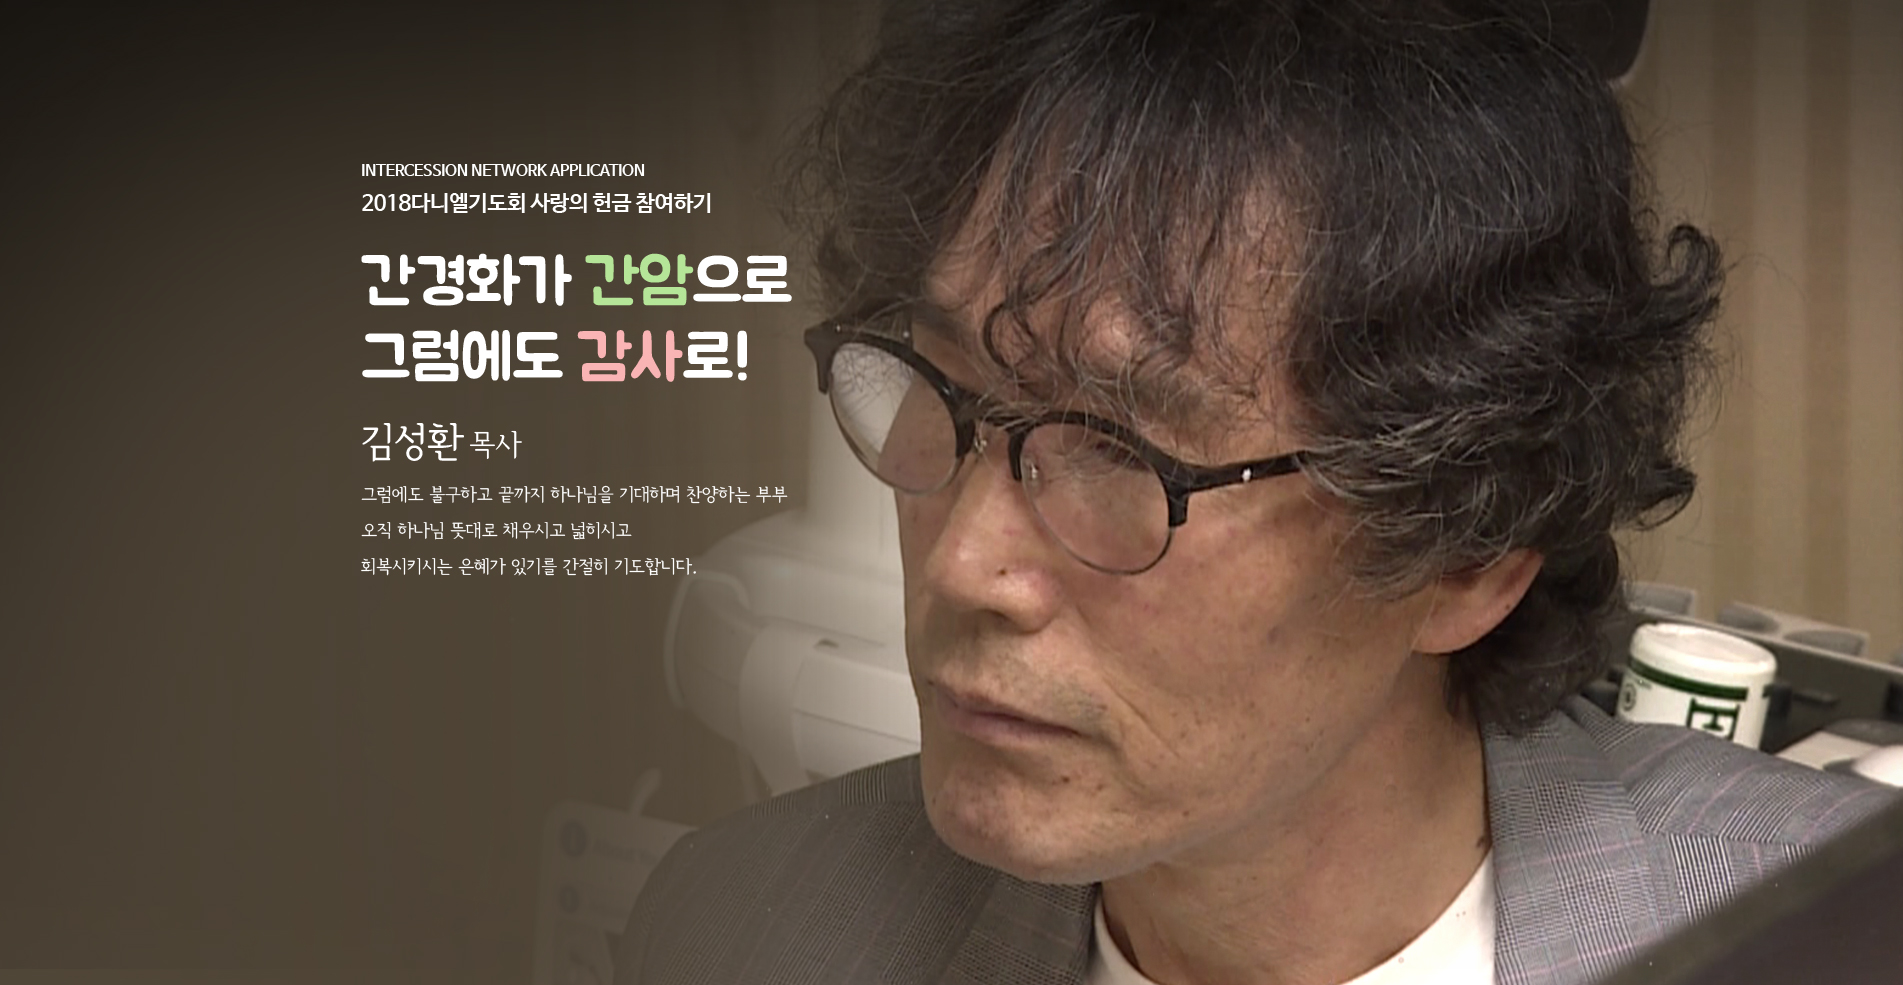 INTERCESSION NETWORK APPLICATION
2018다니엘기도회 사랑의 헌금 참여하기
간경화가 간암으로
그럼에도 감사로!
김성환 목사
그럼에도 불구하고 끝까지 하나님을 기대하며 찬양하는 부부
오직 하나님 뜻대로 채우시고 넓히시고
회복시키시는 은혜가 있기를 간절히 기도합니다.